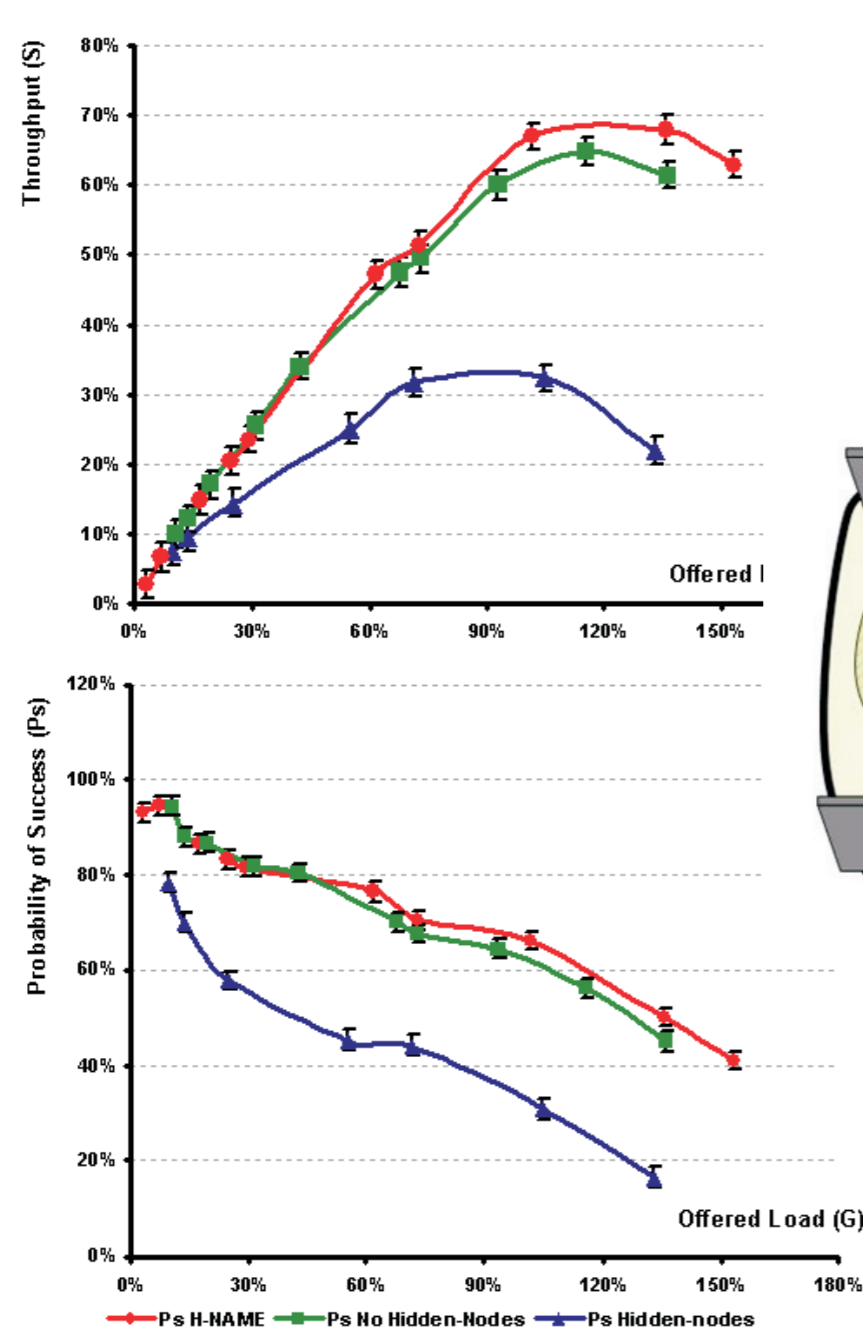 Throughput (S)
80%
70%
60%
50%
40%
30%
20%
10%
0%
Offered
0% 30% 60% 90% 120% 150%
Probability of Success (Ps)
120%
100%
80%
60%
40%
20%
0%
Offered Load (G)
0% 30% 60% 90% 120% 150% 180%
Ps H-NAME Ps No Hidden-Nodes Ps Hidden-nodes